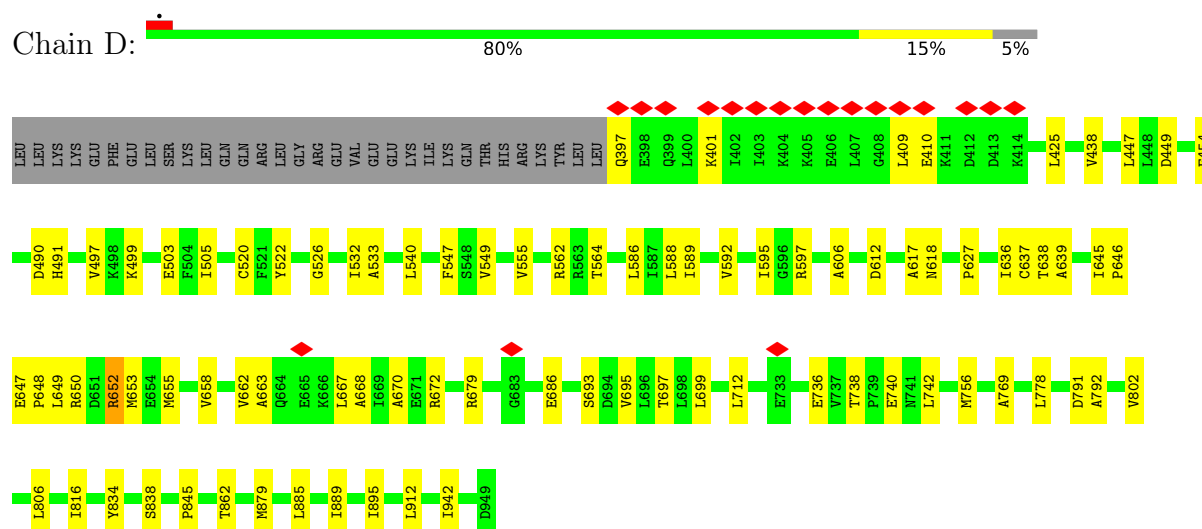 Chain D:
80% 15% 5%
LEU LEU LYS LYS GLU PHE GLU LEU SER LYS LEU GLN GLN ARG LEU GLY ARG GLU VAL GLU GLU LYS ILE LYS GLN THR HIS ARG LYS TYR LEU LEU Q397 E398 Q399 L400 K401 I402 I403 K404 K405 E406 L407 G408 L409 E410 K411 D412 D413 K414 L425 V438 L447 L448 D449
D490 H491 V497 K498 K499 E503 F504 I505 C520 F521 Y522 G526 I532 A533 L540 F547 S548 V549 V555 R562 R563 T564 L586 I587 L588 I589 V592 I595 G596 R597 A606 D612 A617 N618 P627 I636 C637 T638 A639 I645 P646
E647 P648 L649 R650 D651 R652 M653 E654 M655 V658 V662 A663 Q664 E665 K666 L667 A668 I669 A670 E671 R672 R679 G683 E686 S693 D694 V695 L696 T697 L698 L699 L712 E733 E736 V737 T738 P739 E740 N741 L742 M756 A769 L778 D791 A792 V802
L806 I816 Y834 S838 P845 T862 M879 L885 I889 I895 L912 I942 D949